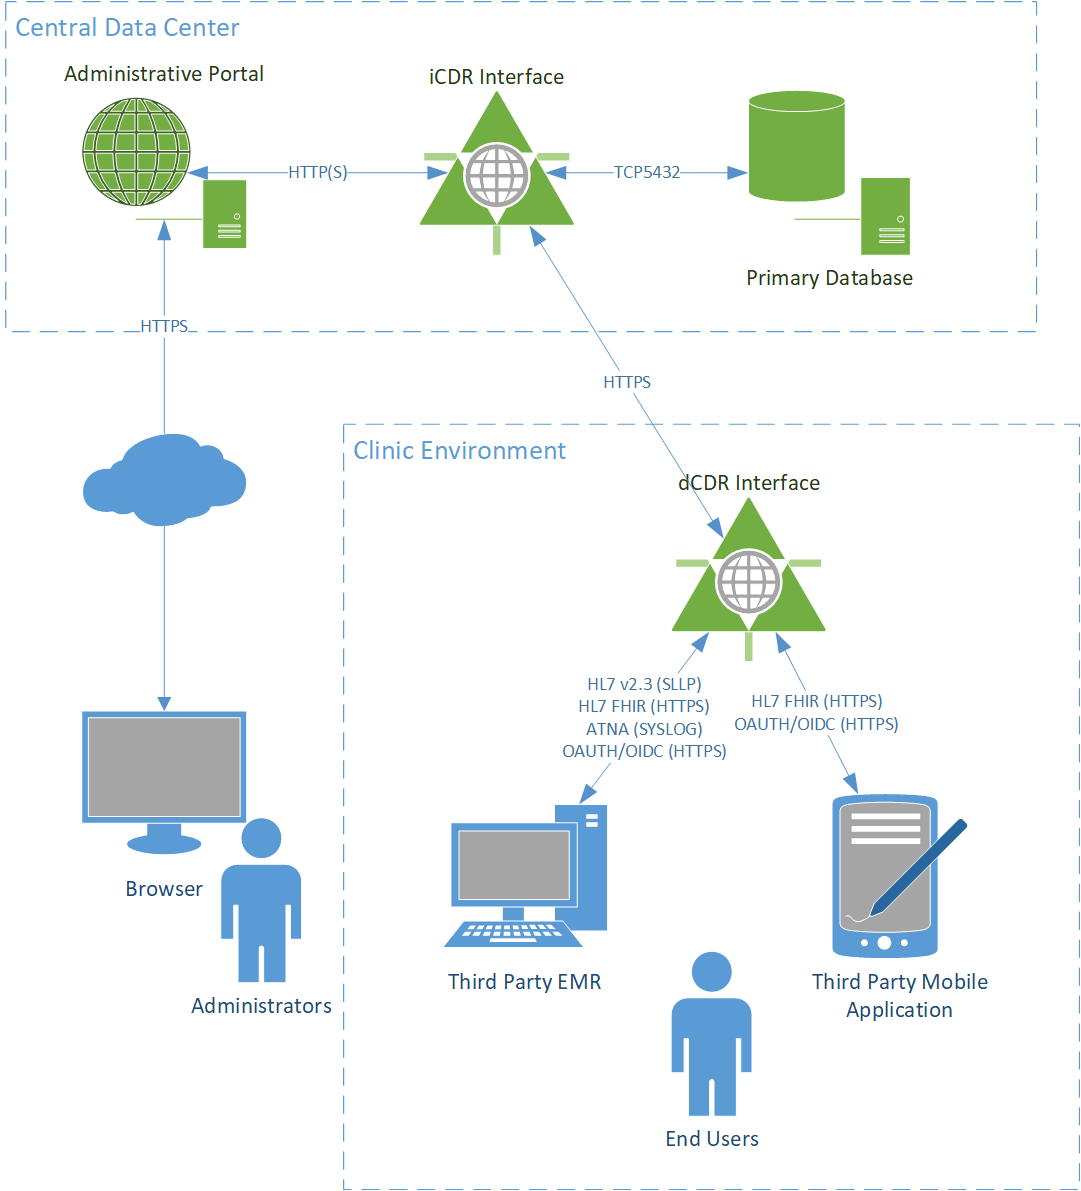 Central Data Center
Administrative Portal
iCDR Interface
HTTP(S)
TCP5432
Primary Database
HTTPS
HTTPS
Clinic Environment
dCDR Interface
HL7 v2.3 (SLLP)
HL7 FHIR (HTTPS)
ATNA (SYSLOG)
OAUTH/OIDC (HTTPS)
HL7 FHIR (HTTPS)
OAUTH/OIDC (HTTPS)
Browser
Administrators
Third Party EMR
Third Party Mobile
Application
End Users